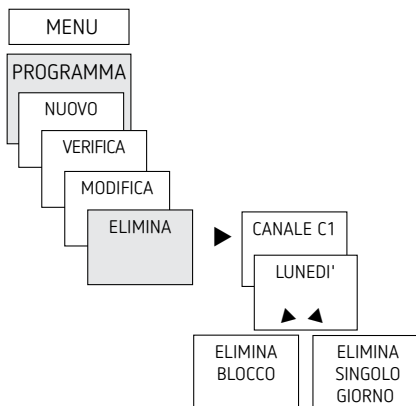 MENU
PROGRAMMA
NUOVO
VERIFICA
MODIFICA
ELIMINA
CANALE C1
LUNEDI'
ELIMINA
BLOCCO
ELIMINA
SINGOLO
GIORNO